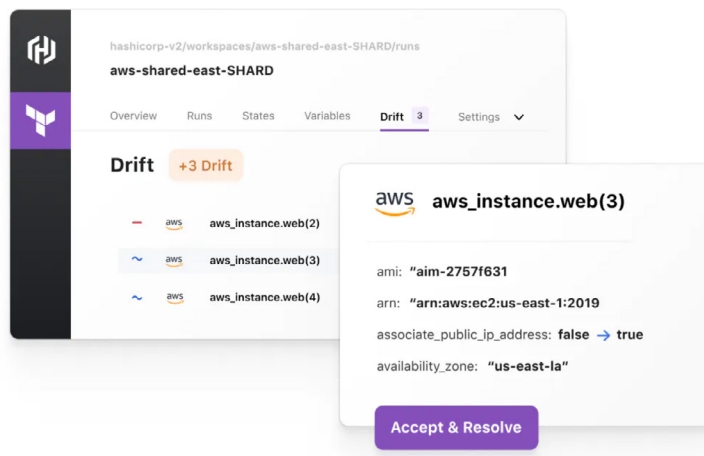 hashicorp-v2/workspaces/aws-shared-east-SHARD/runs
aws-shared-east-SHARD
Overview Runs States Variables Drift 3 Settings
Drift +3 Drift
aws aws_instance.web(2)
aws aws_instance.web(3)
aws aws_instance.web(4)
aws aws_instance.web(3)
ami: “aim-2757f631
arn: “arn:aws:ec2:us-east-1:2019
associate_public_ip_address: false → true
availability_zone: “us-east-la”
Accept & Resolve